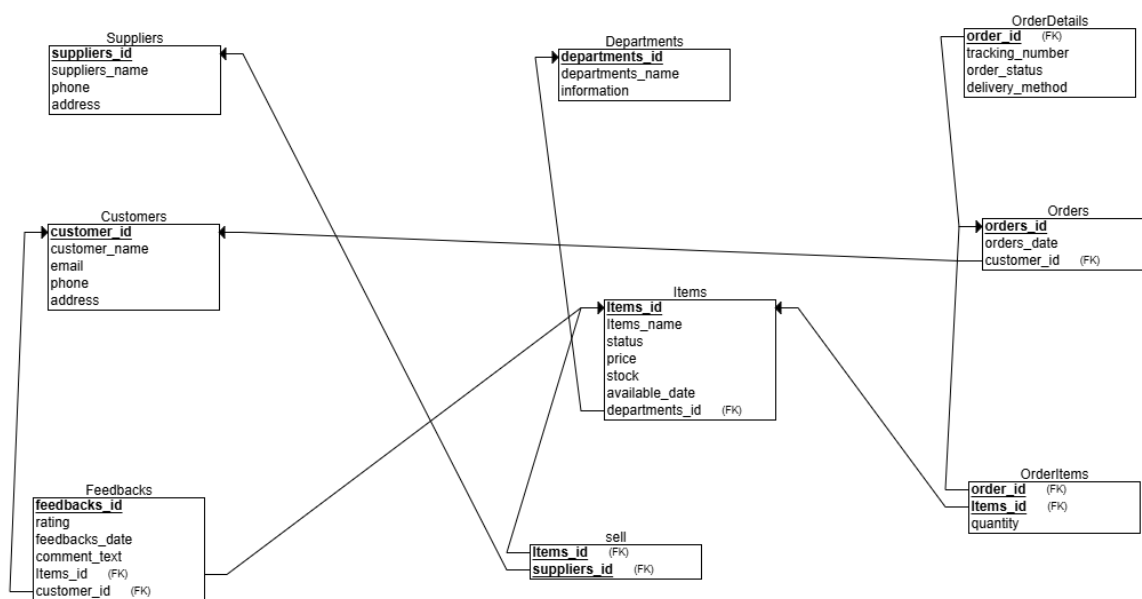 Suppliers
suppliers_id
suppliers_name
phone
address
Departments
departments_id
departments_name
information
OrderDetails
order_id (FK)
tracking_number
order_status
delivery_method
Customers
customer_id
customer_name
email
phone
address
Orders
orders_id
orders_date
customer_id (FK)
Items
Items_id
Items_name
status
price
stock
available_date
departments_id (FK)
Feedbacks
feedbacks_id
rating
feedbacks_date
comment_text
Items_id (FK)
customer_id (FK)
sell
Items_id (FK)
suppliers_id (FK)
OrderItems
order_id (FK)
Items_id (FK)
quantity